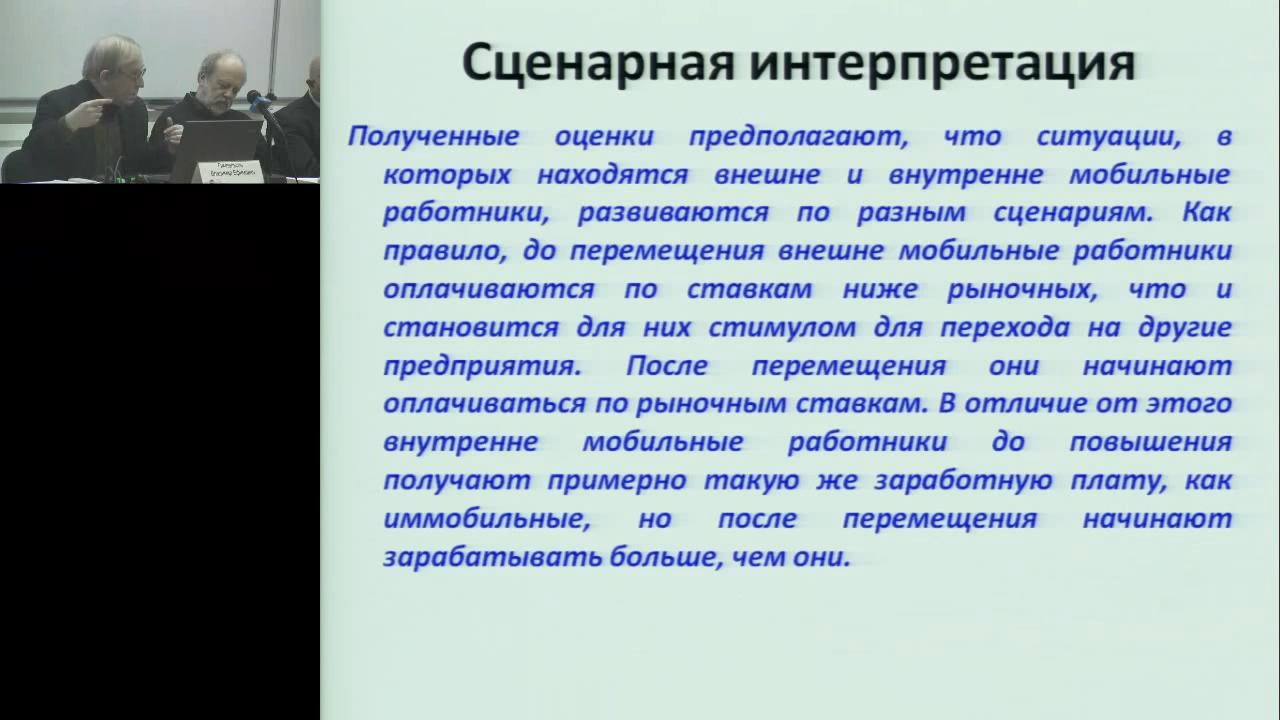 Сценарная интерпретация
Полученные оценки предполагают, что ситуации, в
которых находятся внешне и внутренне мобильные
работники, развиваются по разным сценариям. Как
правило, до перемещения внешне мобильные работники
оплачиваются по ставкам ниже рыночных, что и
становится для них стимулом для перехода на другие
предприятия. После перемещения они начинают
оплачиваться по рыночным ставкам. В отличие от этого
внутренне мобильные работники до повышения
получают примерно такую же заработную плату, как
иммобильные, но после перемещения начинают
зарабатывать больше, чем они.